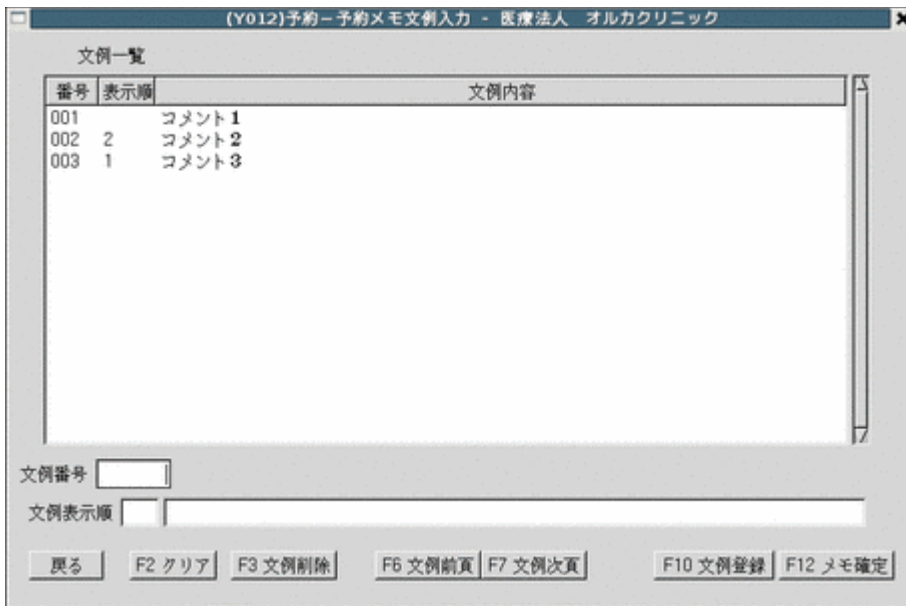 (Y012)予約－予約メモ文例入力 - 医療法人　オルカクリニック
文例一覧
番号 表示順 文例内容
001 コメント１
002 2 コメント２
003 1 コメント３
文例番号
文例表示順
戻る F2 クリア F3 文例削除 F6 文例前頁 F7 文例次頁 F10 文例登録 F12 メモ確定